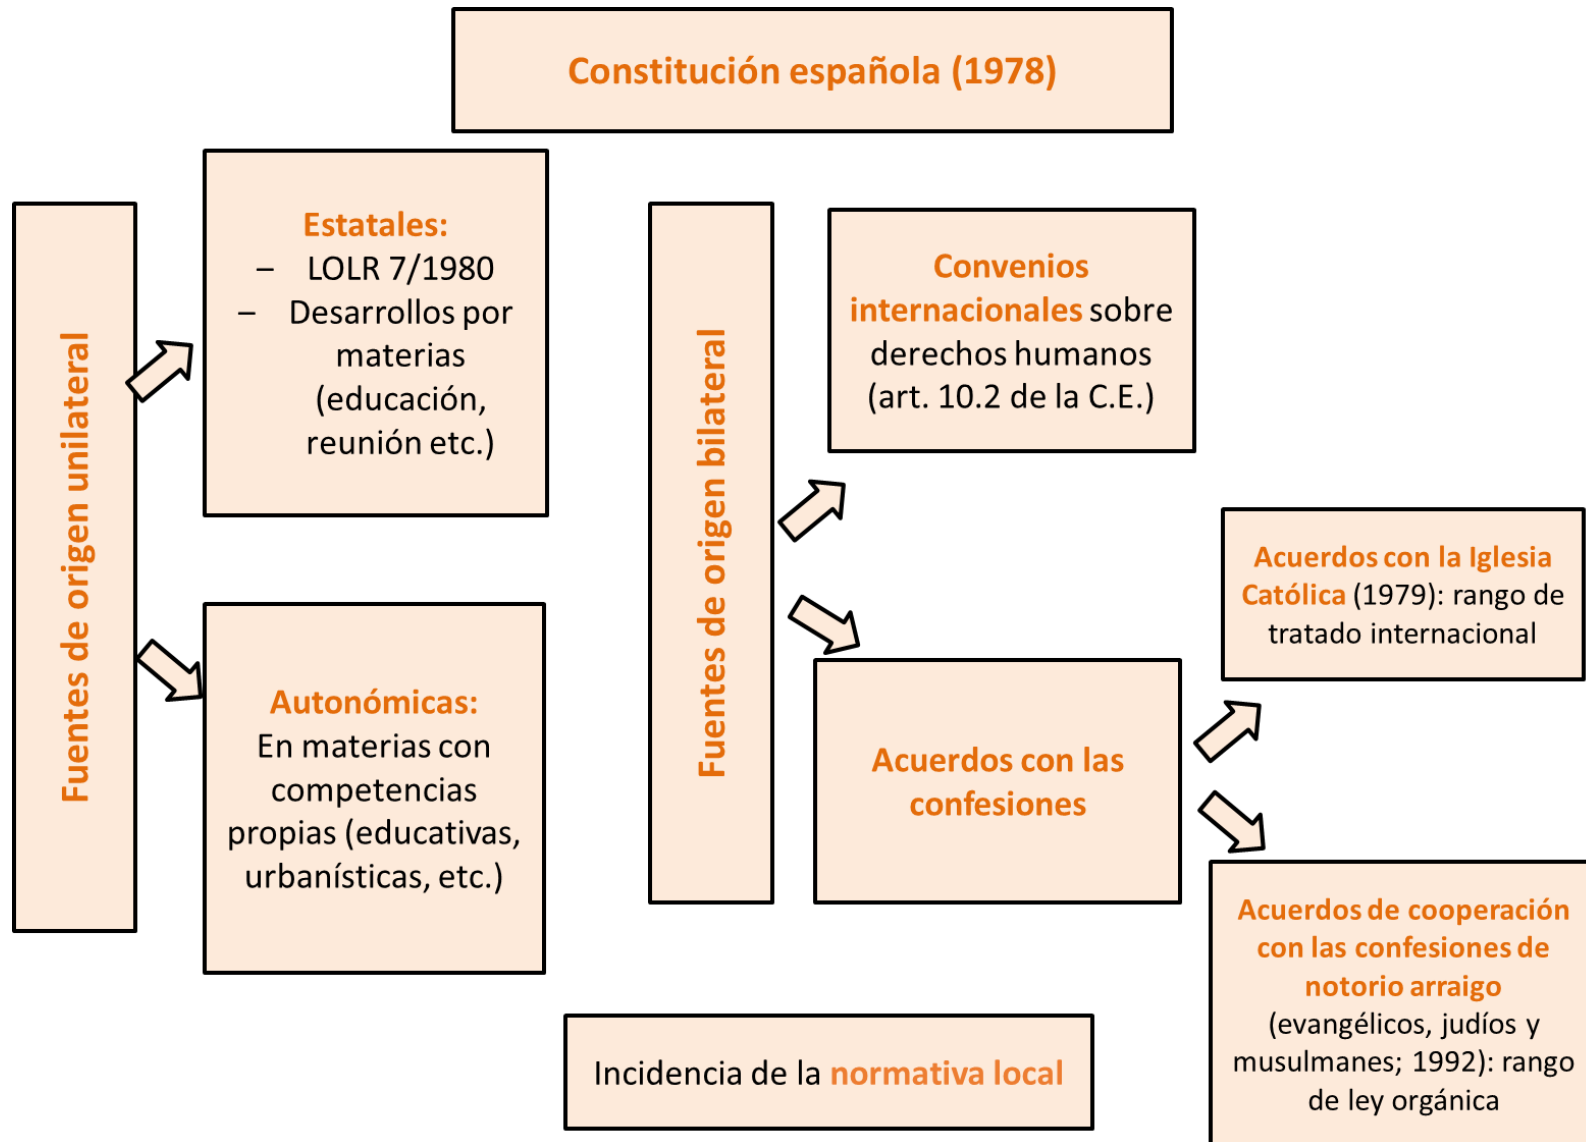 Constitución española (1978)
Fuentes de origen unilateral
Estatales:
– LOLR 7/1980
– Desarrollos por
materias
(educación,
reunión etc.)
Autonómicas:
En materias con
competencias
propias (educativas,
urbanísticas, etc.)
Fuentes de origen bilateral
Convenios
internacionales sobre
derechos humanos
(art. 10.2 de la C.E.)
Acuerdos con las
confesiones
Acuerdos con la Iglesia
Católica (1979): rango de
tratado internacional
Acuerdos de cooperación
con las confesiones de
notorio arraigo
(evangélicos, judíos y
musulmanes; 1992): rango
de ley orgánica
Incidencia de la normativa local